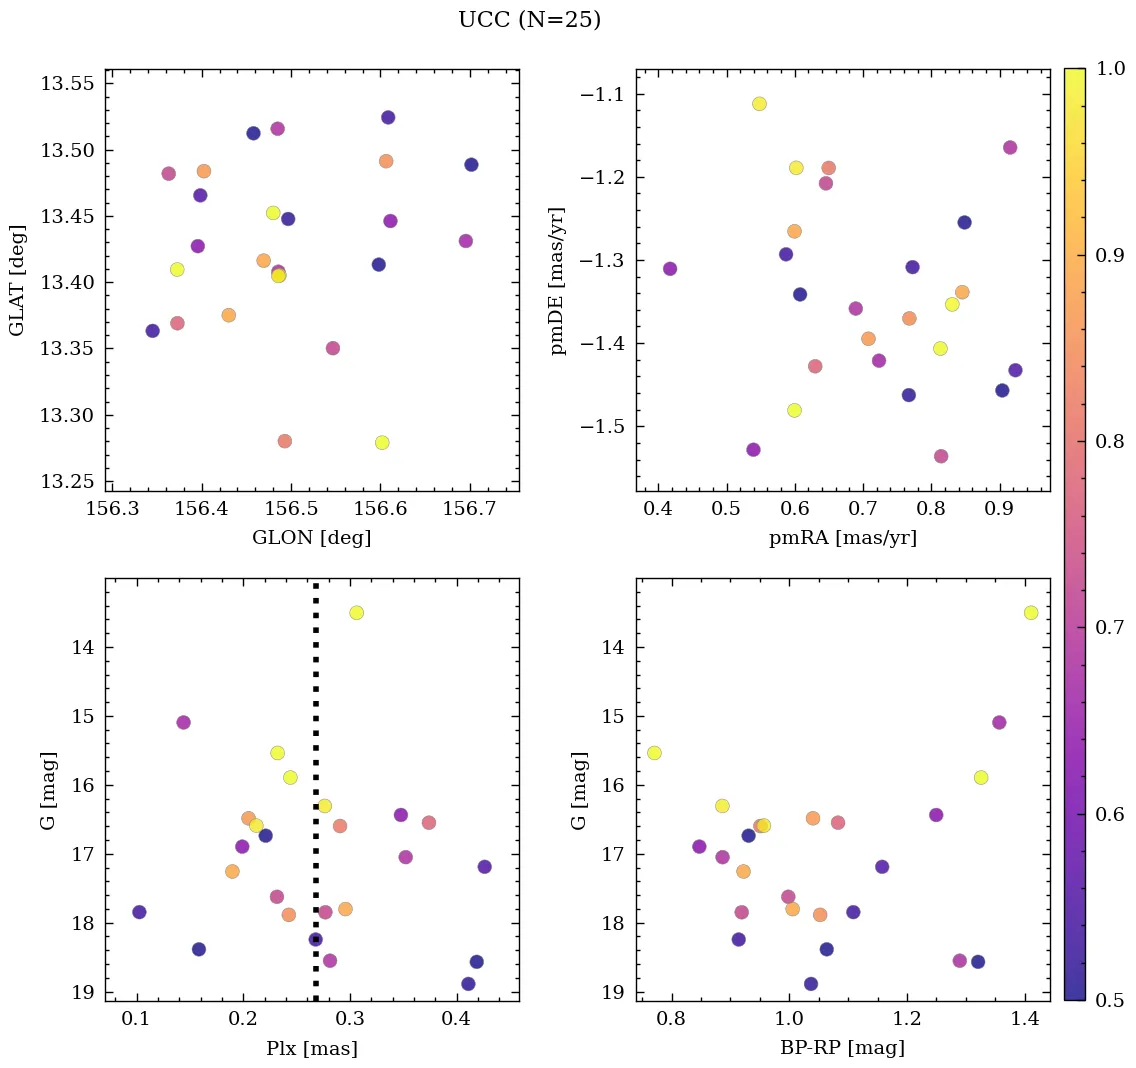 UCC (N=25)
13.55
13.50
13.45
13.40
13.35
13.30
13.25
GLAT [deg]
156.3 156.4 156.5 156.6 156.7
GLON [deg]
−1.1
−1.2
−1.3
−1.4
−1.5
pmDE [mas/yr]
0.4 0.5 0.6 0.7 0.8 0.9
pmRA [mas/yr]
14
15
16
17
18
19
G [mag]
0.1 0.2 0.3 0.4
Plx [mas]
14
15
16
17
18
19
G [mag]
0.8 1.0 1.2 1.4
BP-RP [mag]
1.0
0.9
0.8
0.7
0.6
0.5